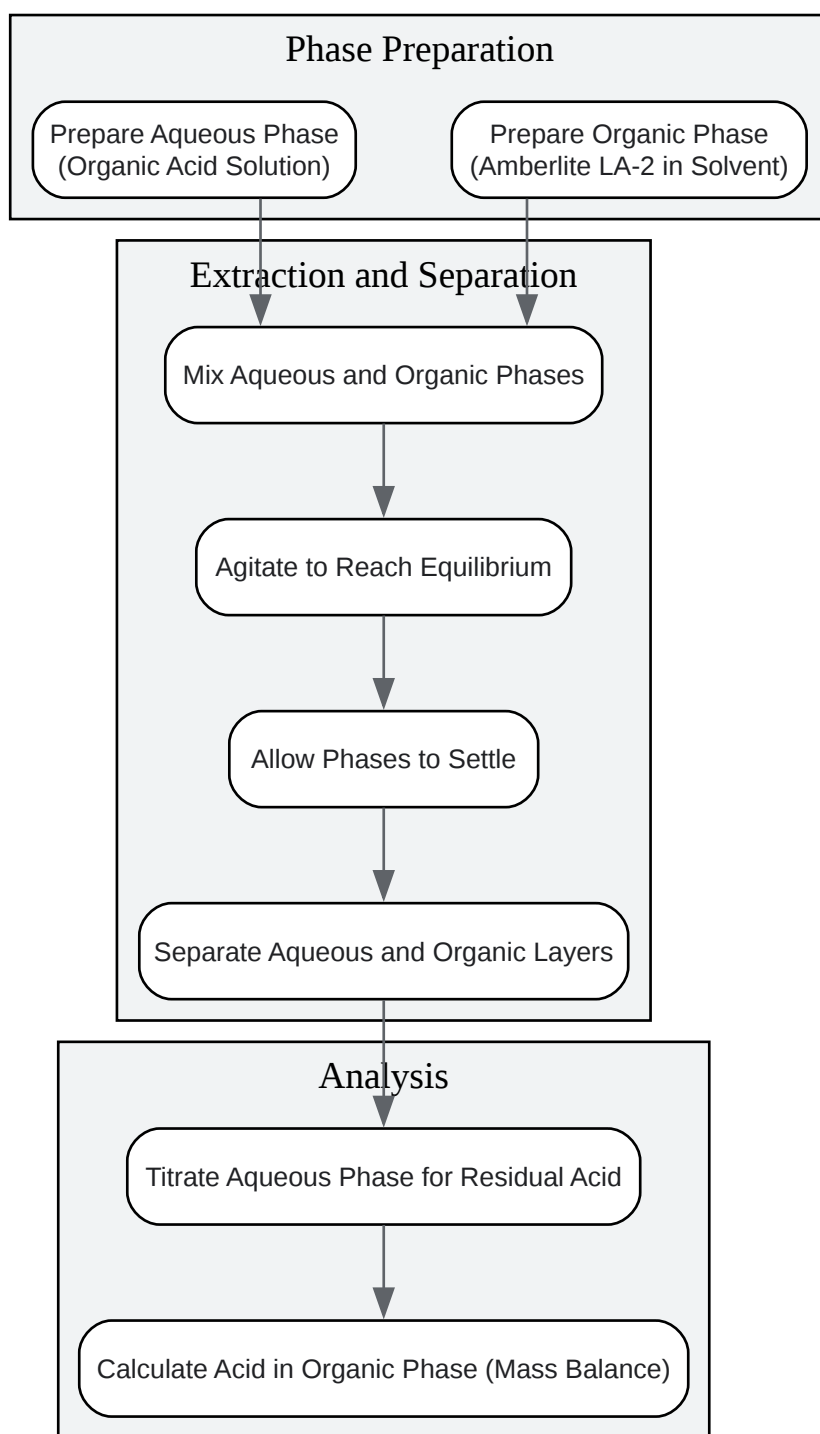 Phase Preparation
Prepare Aqueous Phase
(Organic Acid Solution)
Prepare Organic Phase
(Amberlite LA-2 in Solvent)
Extraction and Separation
Mix Aqueous and Organic Phases
Agitate to Reach Equilibrium
Allow Phases to Settle
Separate Aqueous and Organic Layers
Analysis
Titrate Aqueous Phase for Residual Acid
Calculate Acid in Organic Phase (Mass Balance)